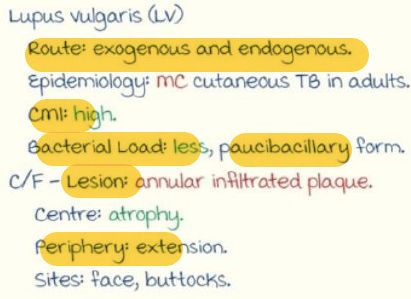 Lupus vulgaris (LV)
Route: exogenous and endogenous.
Epidemiology: MC cutaneous TB in adults.
CMI: high.
Bacterial Load: less, paucibacillary form.
C/F - Lesion: annular infiltrated plaque.
Centre: atrophy.
Periphery: extension.
Sites: face, buttocks.